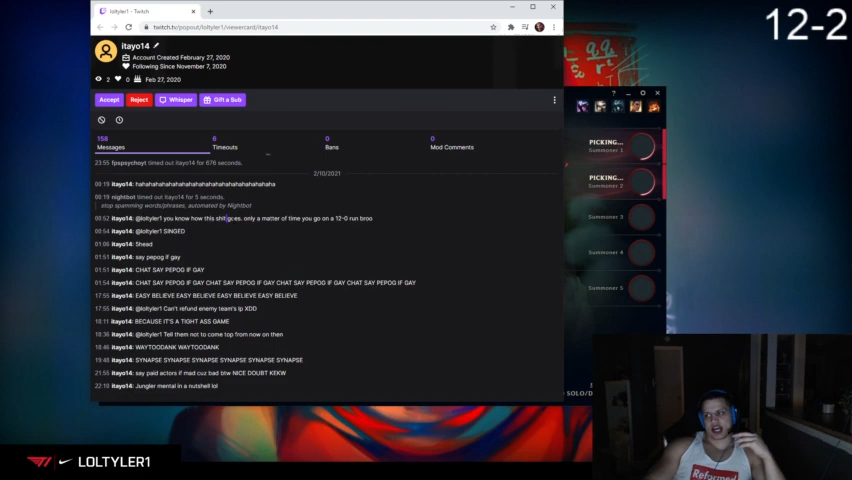 loltyler1 - Twitch
12-2
twitch.tv/popout/loltyler1/viewercard/itayo14
itayo14
Account Created February 27, 2020
Following Since November 7, 2020
2 0 Feb 27, 2020
Accept Reject Whisper Gift a Sub
158 6 0 0
Messages Timeouts Bans Mod Comments
23:55 fpspsychoyt timed out itayo14 for 676 seconds.
2/10/2021
00:19 itayo14: hahahahahahahahahahahahahahahahahahahaha
00:19 nightbot timed out itayo14 for 5 seconds.
stop spamming words/phrases, automated by Nightbot
00:52 itayo14: @loltyler1 you know how this shit goes. only a matter of time you go on a 12-0 run broo
00:54 itayo14: @loltyler1 SINGED
01:06 itayo14: 5head
01:51 itayo14: say pepog if gay
01:51 itayo14: CHAT SAY PEPOG IF GAY
01:54 itayo14: CHAT SAY PEPOG IF GAY CHAT SAY PEPOG IF GAY CHAT SAY PEPOG IF GAY
17:55 itayo14: EASY BELIEVE EASY BELIEVE EASY BELIEVE EASY BELIEVE
17:55 itayo14: @loltyler1 Can't refund enemy team's lp XDD
18:11 itayo14: BECAUSE IT'S A TIGHT ASS GAME
18:36 itayo14: @loltyler1 Tell them not to come top from now on then
18:46 itayo14: WAYTOODANK WAYTOODANK
19:48 itayo14: SYNAPSE SYNAPSE SYNAPSE SYNAPSE SYNAPSE SYNAPSE
21:55 itayo14: say paid actors if mad cuz bad btw NICE DOUBT KEKW
22:10 itayo14: Jungler mental in a nutshell lol
PICKING...
Summoner 1
PICKING...
Summoner 2
Summoner 3
Summoner 4
Summoner 5
SOLO/D
LOLTYLER1
Reformed